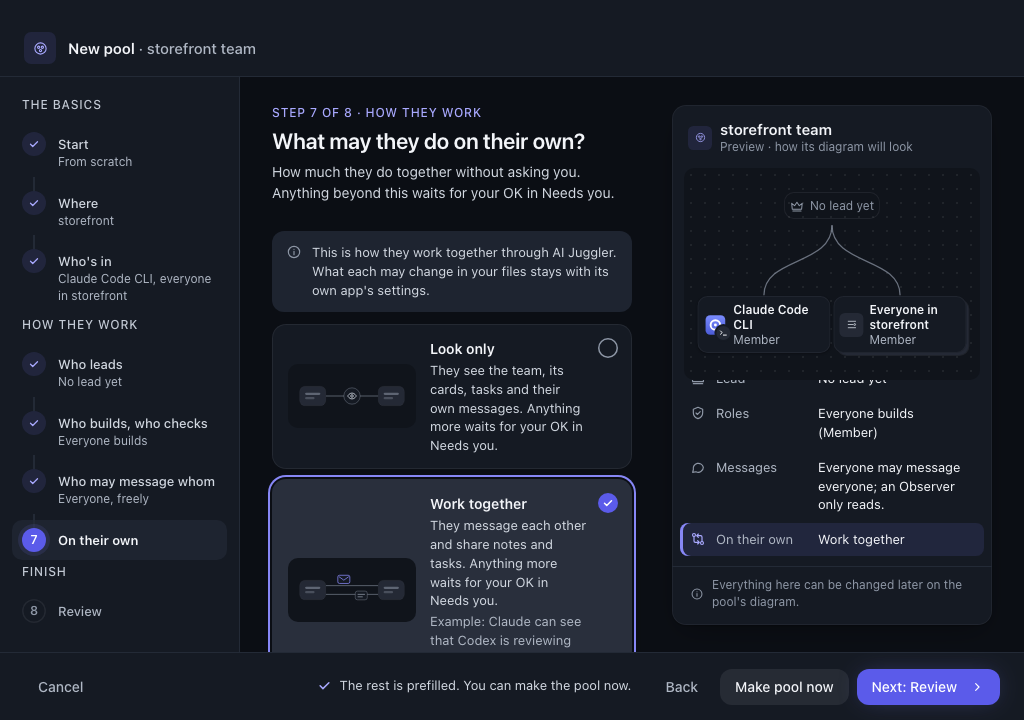 New pool · storefront team
THE BASICS
Start
From scratch
Where
storefront
Who's in
Claude Code CLI, everyone
in storefront
HOW THEY WORK
Who leads
No lead yet
Who builds, who checks
Everyone builds
Who may message whom
Everyone, freely
7
On their own
FINISH
8
Review
STEP 7 OF 8 · HOW THEY WORK
What may they do on their own?
How much they do together without asking you.
Anything beyond this waits for your OK in Needs you.
This is how they work together through AI Juggler.
What each may change in your files stays with its
own app's settings.
Look only
They see the team, its
cards, tasks and their
own messages. Anything
more waits for your OK in
Needs you.
Work together
They message each other
and share notes and
tasks. Anything more
waits for your OK in
Needs you.
Example: Claude can see
that Codex is reviewing
storefront team
Preview · how its diagram will look
No lead yet
Claude Code
CLI
Member
Everyone in
storefront
Member
Lead No lead yet
Roles Everyone builds
(Member)
Messages Everyone may message
everyone; an Observer
only reads.
On their own Work together
Everything here can be changed later on the
pool's diagram.
Cancel
The rest is prefilled. You can make the pool now.
Back
Make pool now
Next: Review